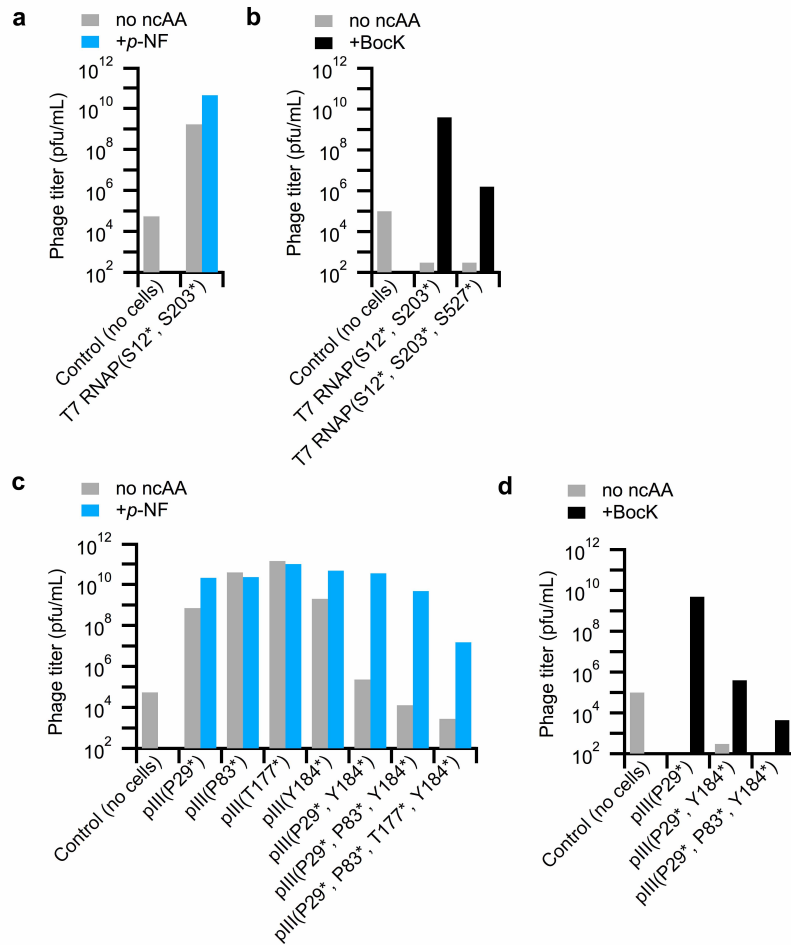 a
no ncAA
+p-NF
Phage titer (pfu/mL)
10^12
10^10
10^8
10^6
10^4
10^2
Control (no cells)
T7 RNAP(S12*, S203*)
b
no ncAA
+BocK
Phage titer (pfu/mL)
10^12
10^10
10^8
10^6
10^4
10^2
Control (no cells)
T7 RNAP(S12*, S203*)
T7 RNAP(S12*, S203*, S527*)
c
no ncAA
+p-NF
Phage titer (pfu/mL)
10^12
10^10
10^8
10^6
10^4
10^2
Control (no cells)
pIII(P29*)
pIII(P83*)
pIII(T177*)
pIII(Y184*)
pIII(P29*, Y184*)
pIII(P29*, P83*, Y184*)
pIII(P29*, P83*, T177*, Y184*)
d
no ncAA
+BocK
Phage titer (pfu/mL)
10^12
10^10
10^8
10^6
10^4
10^2
Control (no cells)
pIII(P29*)
pIII(P29*, Y184*)
pIII(P29*, P83*, Y184*)